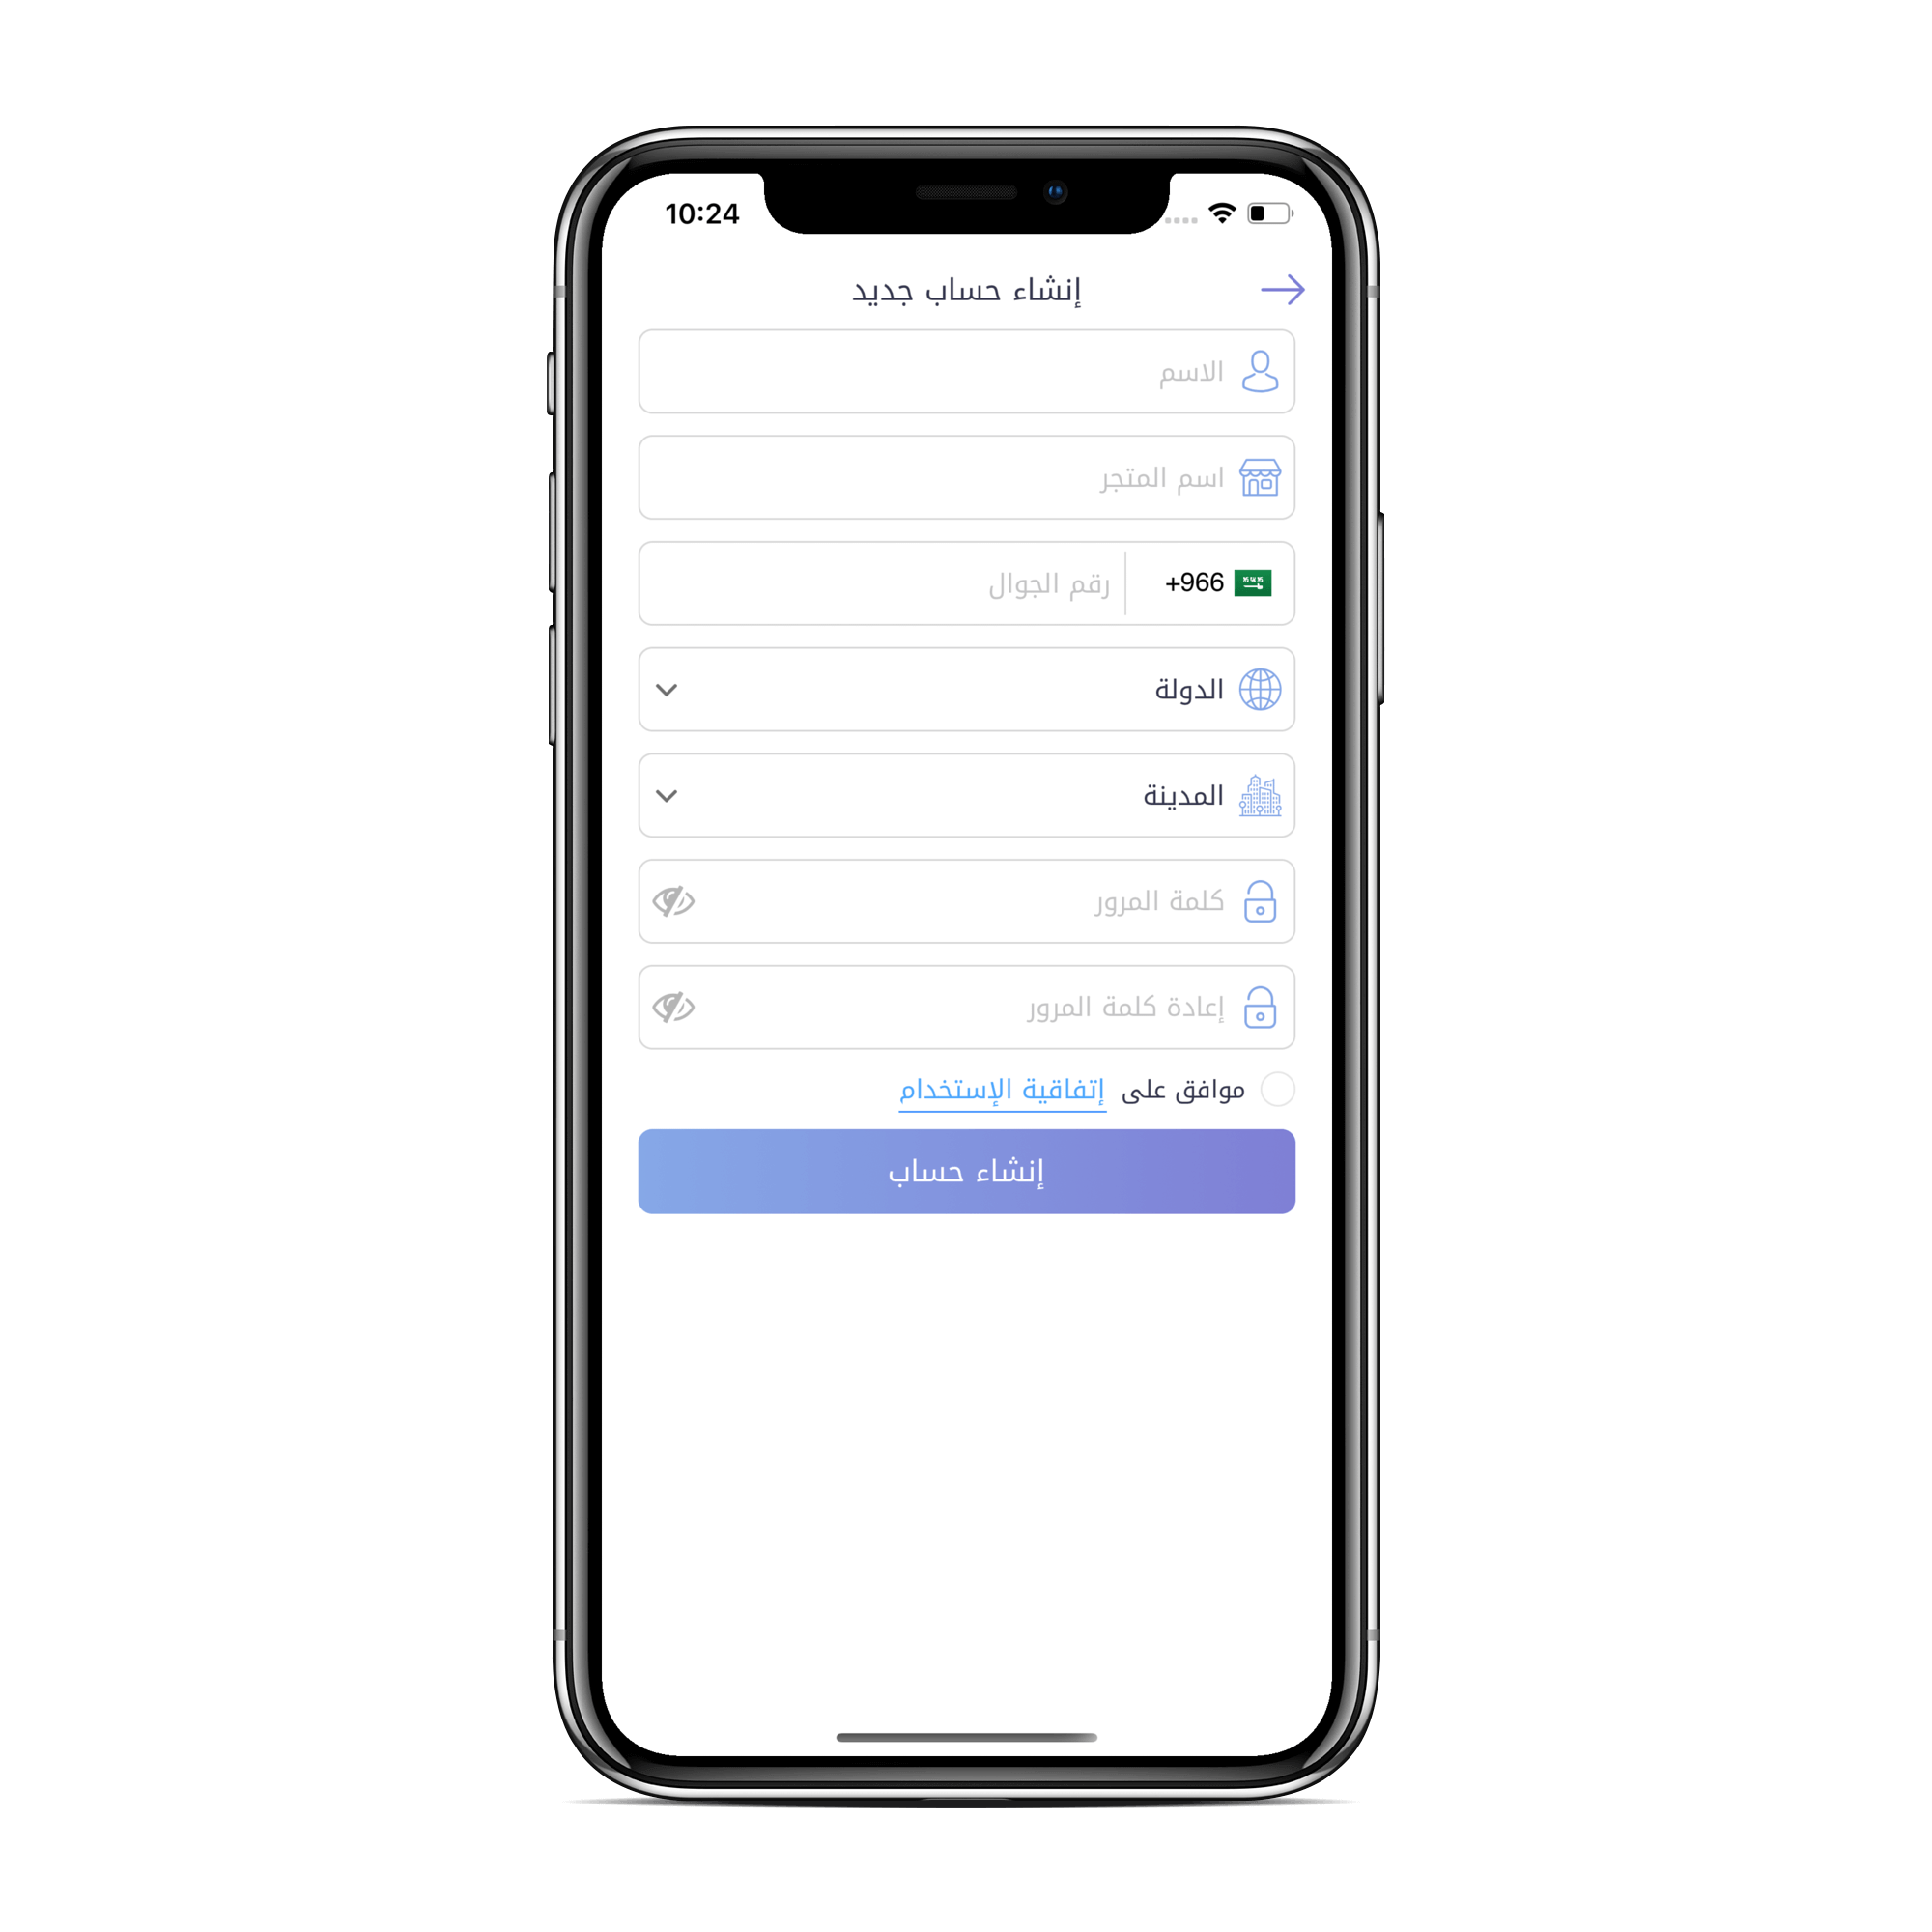 10:24
إنشاء حساب جديد
الاسم
اسم المتجر
+966 رقم الجوال
الدولة
المدينة
كلمة المرور
إعادة كلمة المرور
موافق على إتفاقية الإستخدام
إنشاء حساب